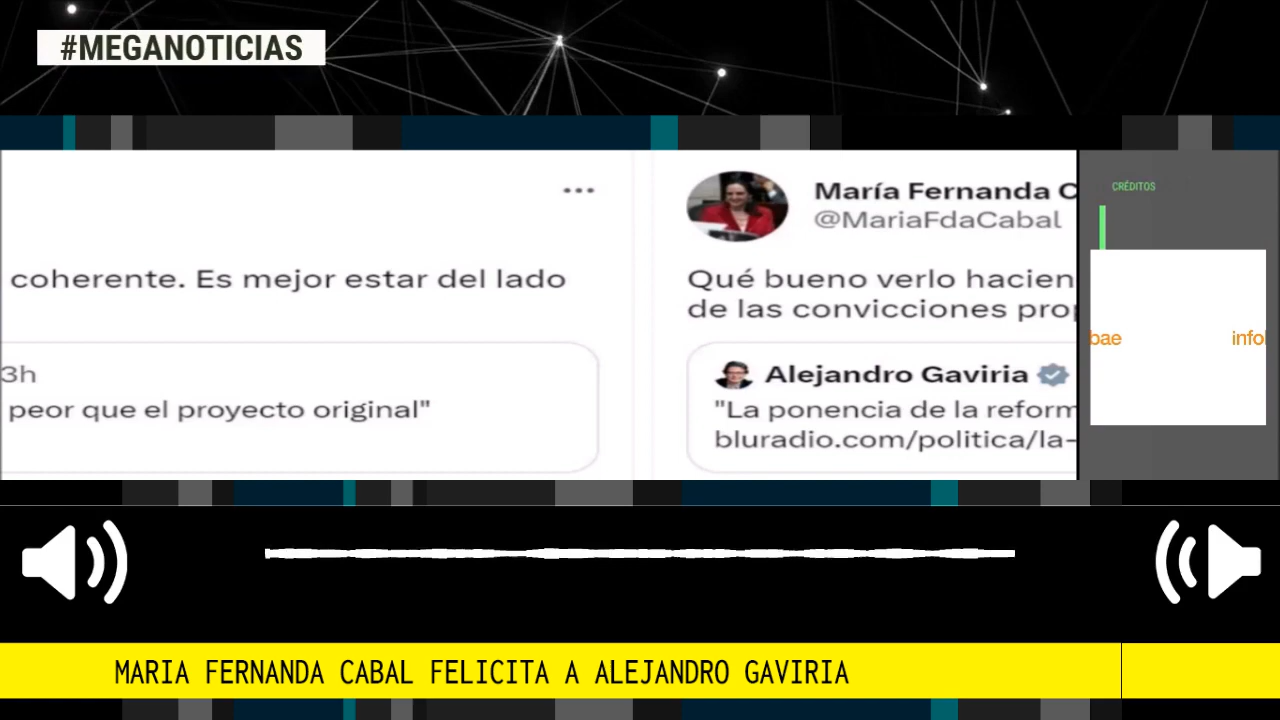 #MEGANOTICIAS
CRÉDITOS
coherente. Es mejor estar del lado
3h
peor que el proyecto original"
María Fernanda C
@MariaFdaCabal
Qué bueno verlo hacien
de las convicciones prop
Alejandro Gaviria
"La ponencia de la reform
bluradio.com/politica/la-
bae infob
MARIA FERNANDA CABAL FELICITA A ALEJANDRO GAVIRIA